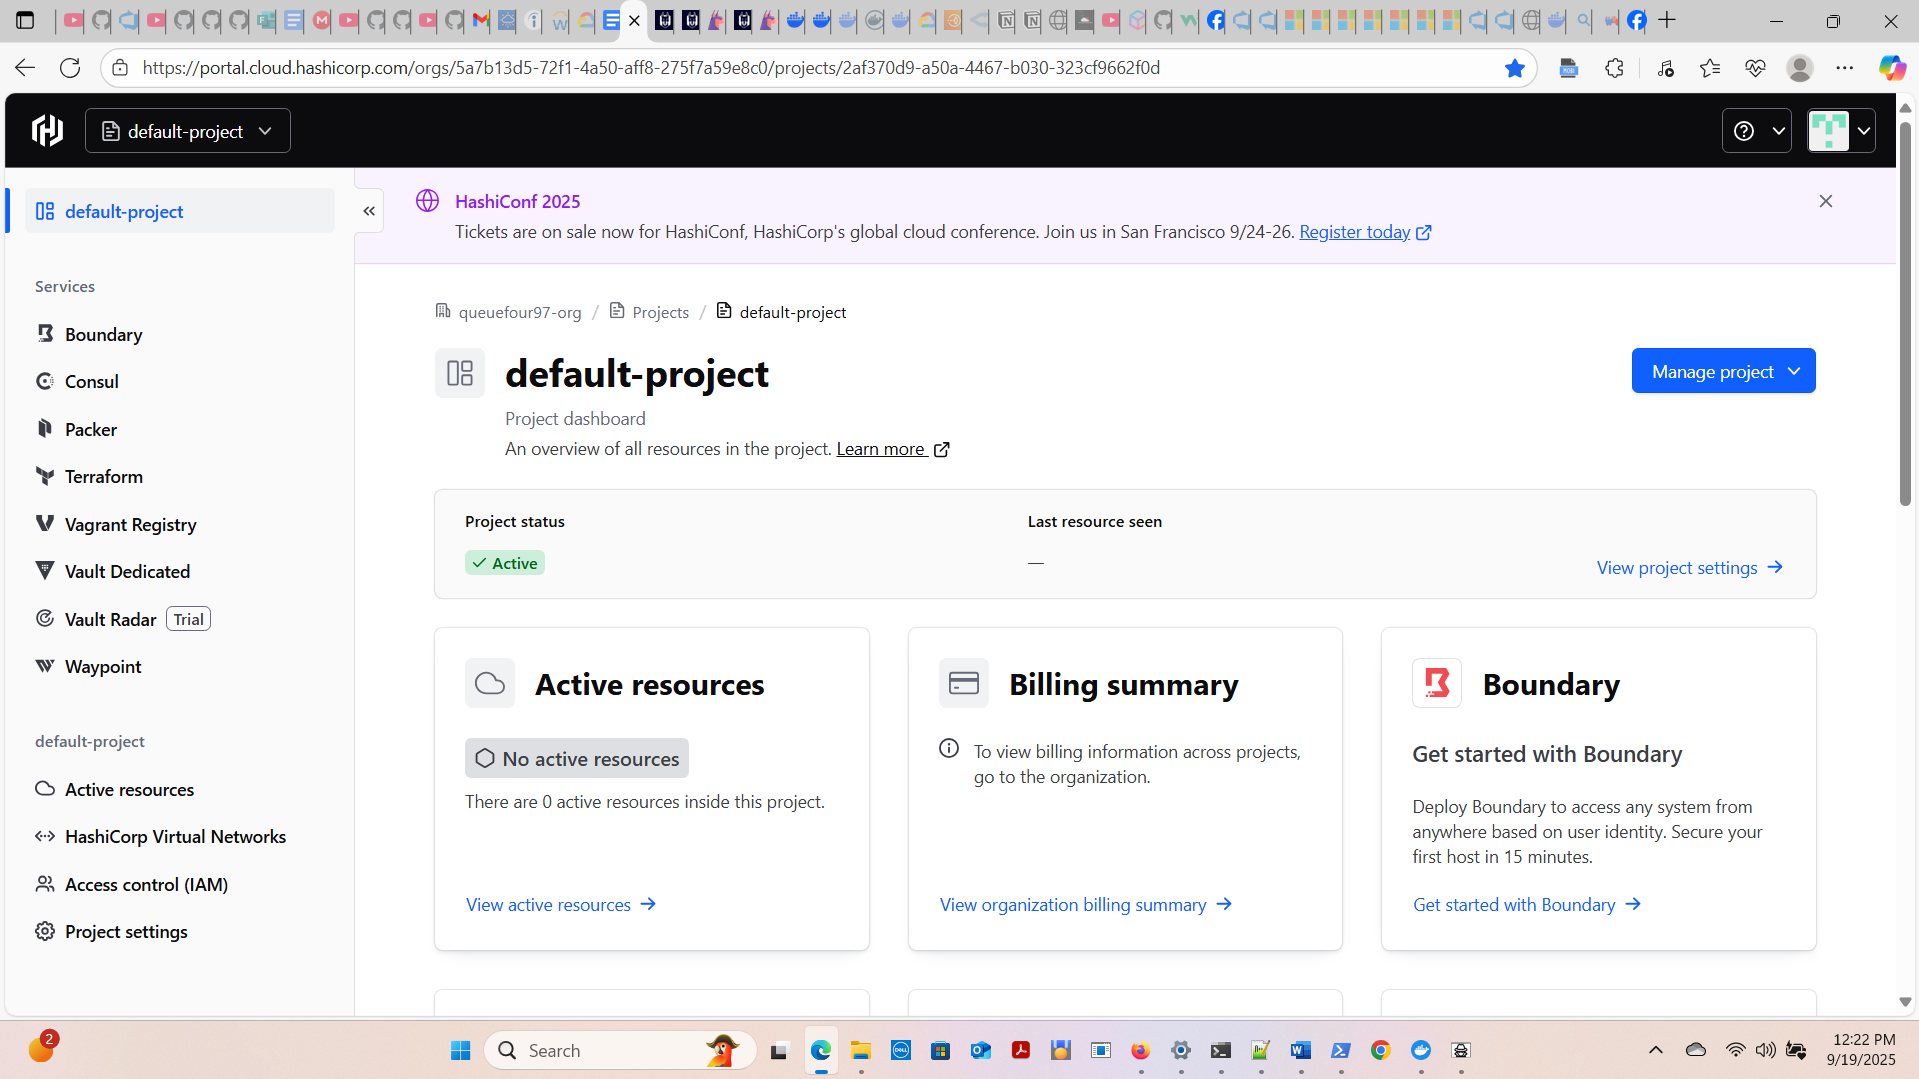 https://portal.cloud.hashicorp.com/orgs/5a7b13d5-72f1-4a50-aff8-275f7a59e8c0/projects/2af370d9-a50a-4467-b030-323cf9662f0d
default-project
default-project
HashiConf 2025
Tickets are on sale now for HashiConf, HashiCorp's global cloud conference. Join us in San Francisco 9/24-26. Register today
Services
Boundary
Consul
Packer
Terraform
Vagrant Registry
Vault Dedicated
Vault Radar Trial
Waypoint
default-project
Active resources
HashiCorp Virtual Networks
Access control (IAM)
Project settings
queuefour97-org / Projects / default-project
default-project
Manage project
Project dashboard
An overview of all resources in the project. Learn more
Project status
Active
Last resource seen
—
View project settings
Active resources
No active resources
There are 0 active resources inside this project.
View active resources
Billing summary
To view billing information across projects,
go to the organization.
View organization billing summary
Boundary
Get started with Boundary
Deploy Boundary to access any system from
anywhere based on user identity. Secure your
first host in 15 minutes.
Get started with Boundary
2
Search
12:22 PM
9/19/2025